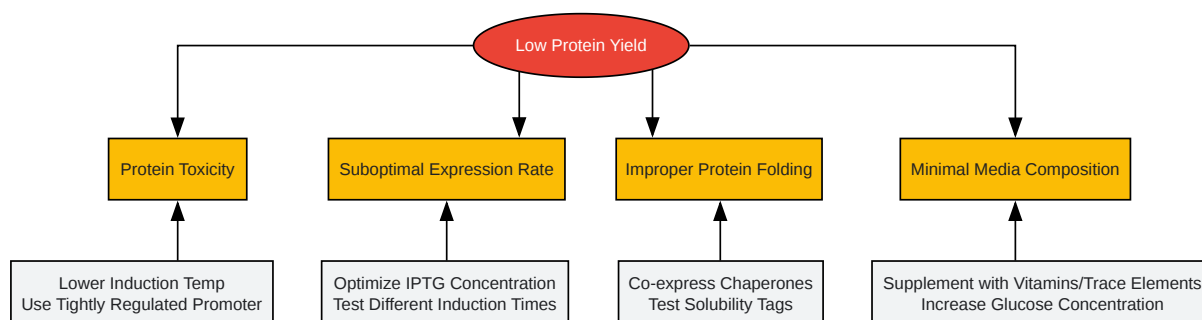 Low Protein Yield
Protein Toxicity
Suboptimal Expression Rate
Improper Protein Folding
Minimal Media Composition
Lower Induction Temp
Use Tightly Regulated Promoter
Optimize IPTG Concentration
Test Different Induction Times
Co-express Chaperones
Test Solubility Tags
Supplement with Vitamins/Trace Elements
Increase Glucose Concentration